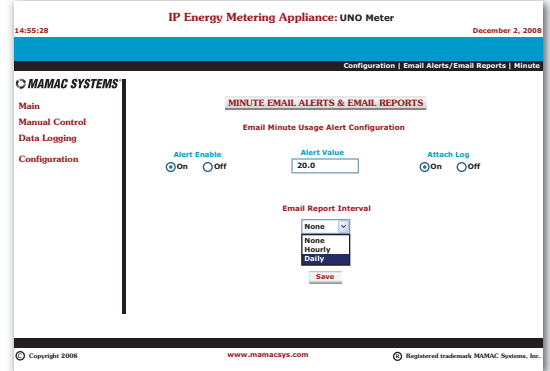 IP Energy Metering Appliance: UNO Meter
14:55:28
December 2, 2008
Configuration | Email Alerts/Email Reports | Minute
MAMAC SYSTEMS
Main
Manual Control
Data Logging
Configuration
MINUTE EMAIL ALERTS & EMAIL REPORTS
Email Minute Usage Alert Configuration
Alert Enable
Alert Value
Attach Log
On Off
20.0
On Off
Email Report Interval
None
None
Hourly
Daily
Save
© Copyright 2008
www.mamacsys.com
® Registered trademark MAMAC Systems, Inc.